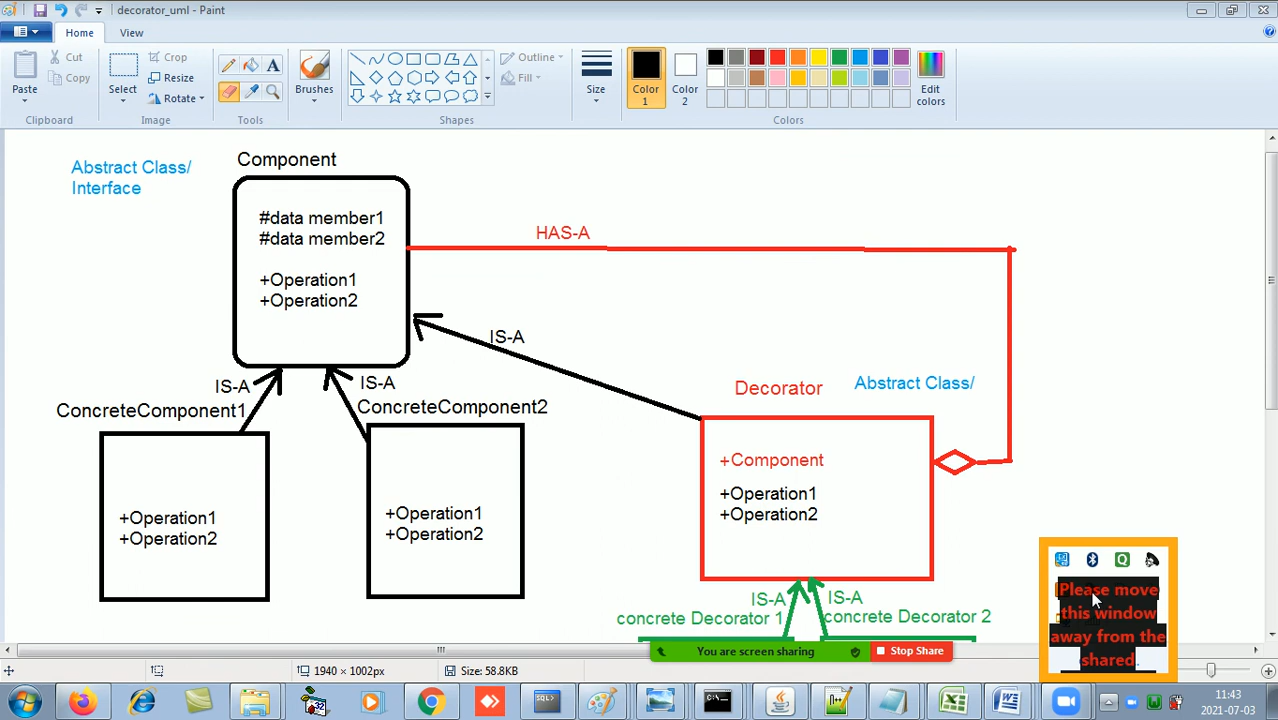 decorator_uml - Paint
Home
View
Paste
Cut
Copy
Clipboard
Select
Crop
Resize
Rotate
Image
A
Tools
Brushes
Shapes
Outline
Fill
Size
Color 1
Color 2
Edit colors
Colors
Abstract Class/
Interface
Component
#data member1
#data member2
+Operation1
+Operation2
HAS-A
IS-A
IS-A
IS-A
ConcreteComponent1
ConcreteComponent2
+Operation1
+Operation2
+Operation1
+Operation2
Decorator
Abstract Class/
+Component
+Operation1
+Operation2
IS-A
IS-A
concrete Decorator 1
concrete Decorator 2
Please move
this window
away from the
shared
You are screen sharing
Stop Share
1940 × 1002px
Size: 58.8KB
11:43
2021-07-03